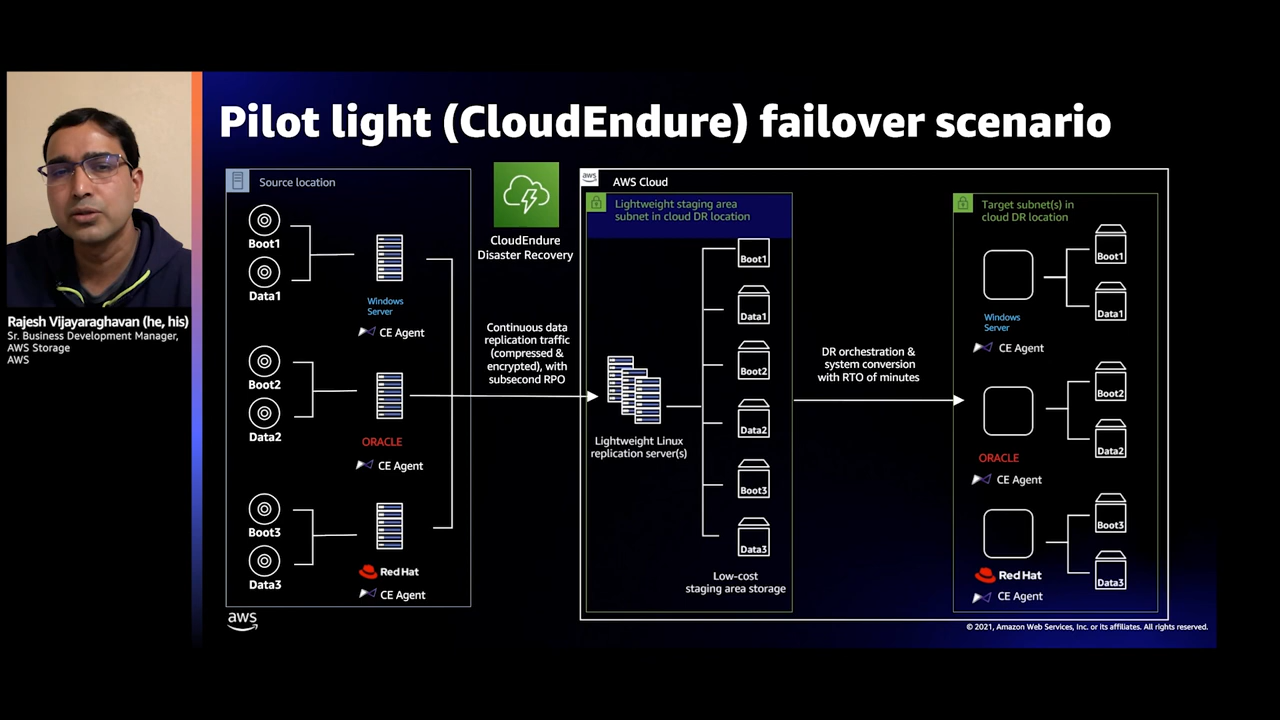 Pilot light (CloudEndure) failover scenario
Rajesh Vijayaraghavan (he, his)
Sr. Business Development Manager,
AWS Storage
AWS
Source location
Boot1
Data1
Windows
Server
CE Agent
Boot2
Data2
ORACLE
CE Agent
Boot3
Data3
Red Hat
CE Agent
aws
CloudEndure
Disaster Recovery
Continuous data
replication traffic
(compressed &
encrypted), with
subsecond RPO
aws
AWS Cloud
Lightweight staging area
subnet in cloud DR location
Lightweight Linux
replication server(s)
Boot1
Data1
Boot2
Data2
Boot3
Data3
Low-cost
staging area storage
DR orchestration &
system conversion
with RTO of minutes
Target subnet(s) in
cloud DR location
Boot1
Data1
Windows
Server
CE Agent
Boot2
Data2
ORACLE
CE Agent
Boot3
Data3
Red Hat
CE Agent
© 2021, Amazon Web Services, Inc. or its affiliates. All rights reserved.